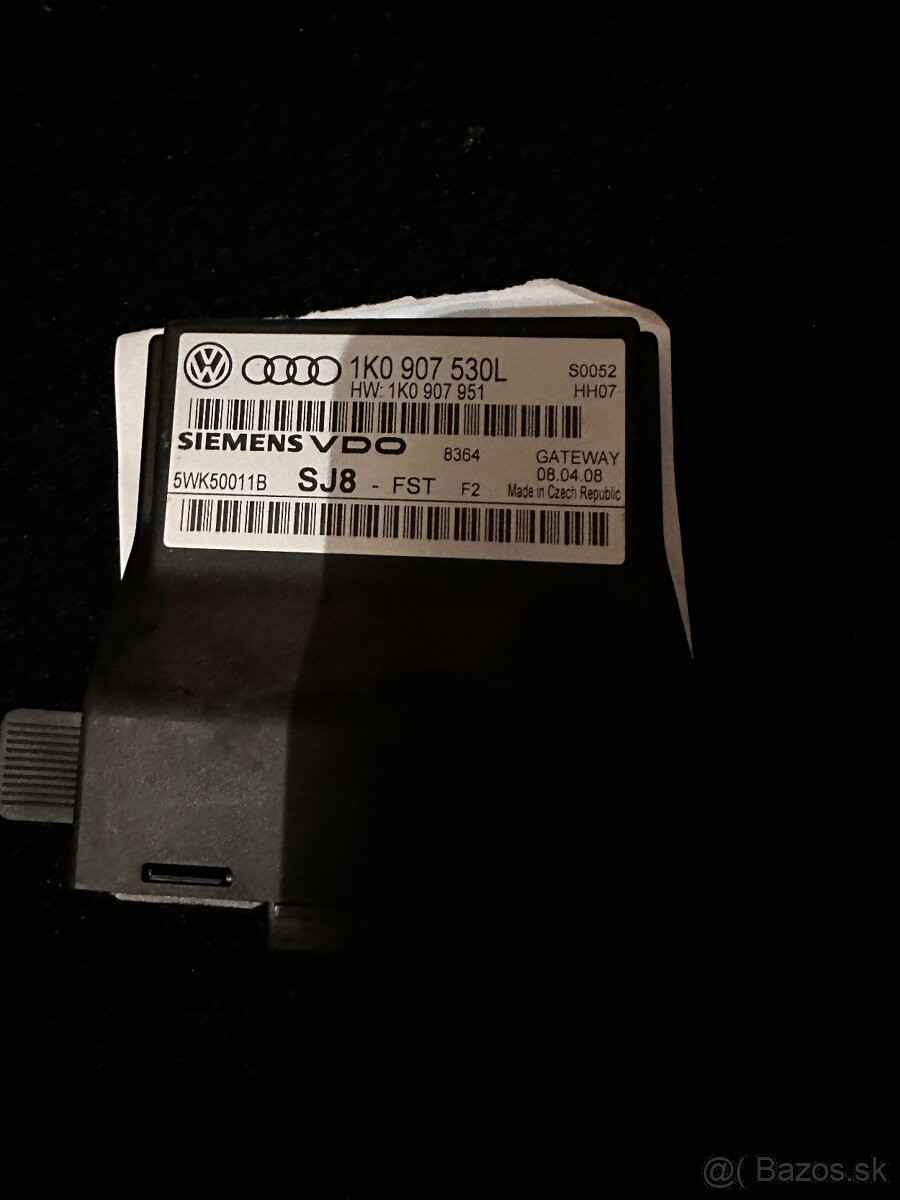 1K0 907 530L S0052
HW: 1K0 907 951 HH07
SIEMENS VDO 8364 GATEWAY
08.04.08
5WK50011B SJ8 - FST F2 Made in Czech Republic
@( Bazos.sk